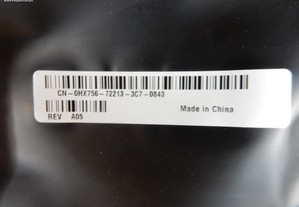 CN-0HX756-72213-3C7-0843
Made in China
REV A05